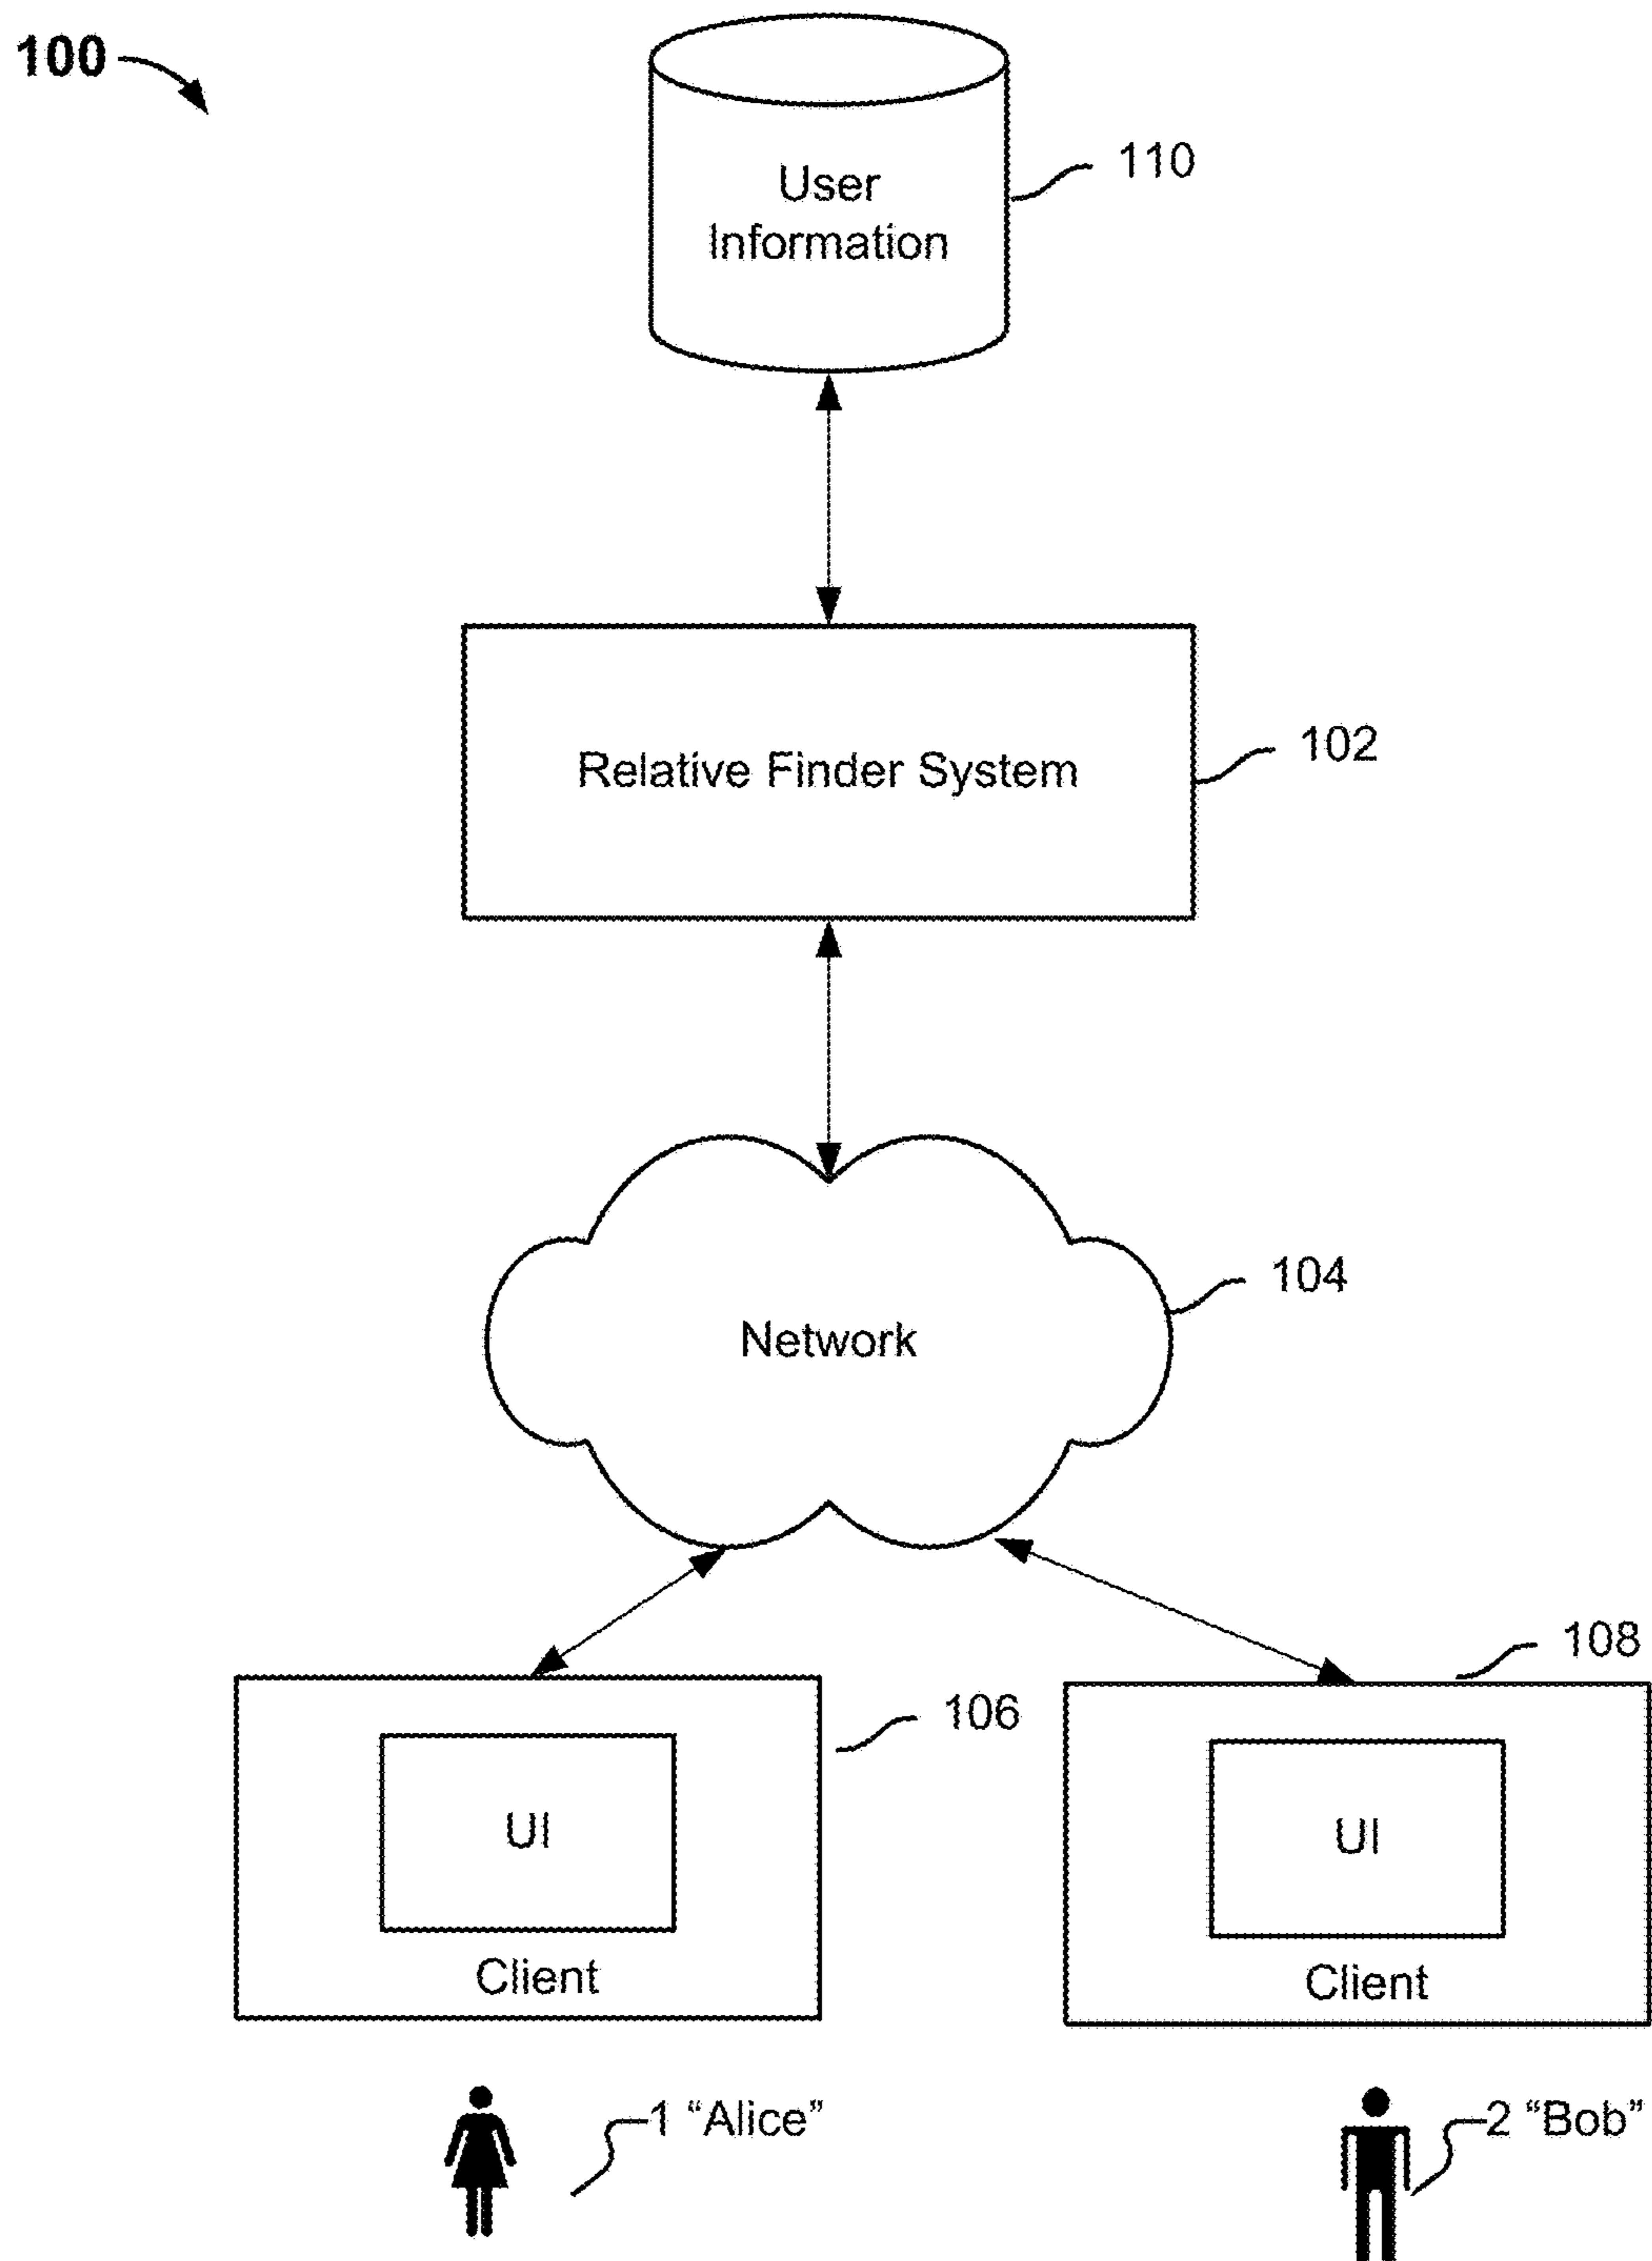 100
User
Information
110
Relative Finder System
102
Network
104
108
106
UI
Client
UI
Client
1 “Alice”
2 “Bob”